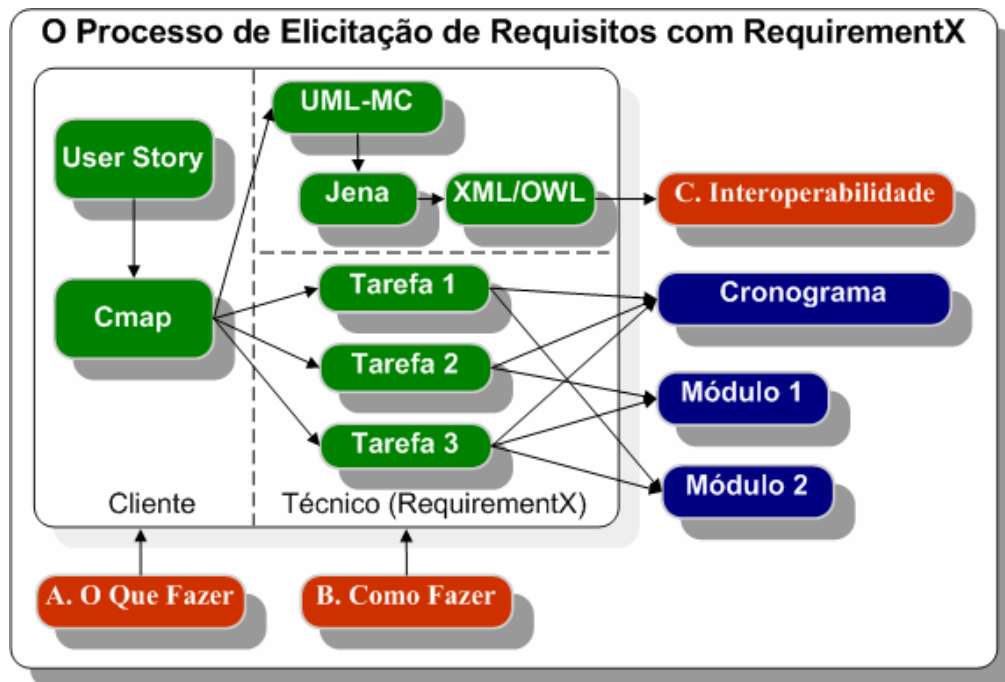 O Processo de Elicitação de Requisitos com RequirementX
User Story
Cmap
UML-MC
Jena
XML/OWL
C. Interoperabilidade
Tarefa 1
Tarefa 2
Tarefa 3
Cronograma
Módulo 1
Módulo 2
Cliente
Técnico (RequirementX)
A. O Que Fazer
B. Como Fazer